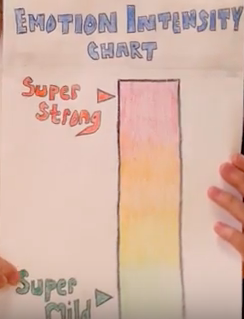 EMOTION INTENSITY
CHART
Super
Strong
Super
Mild